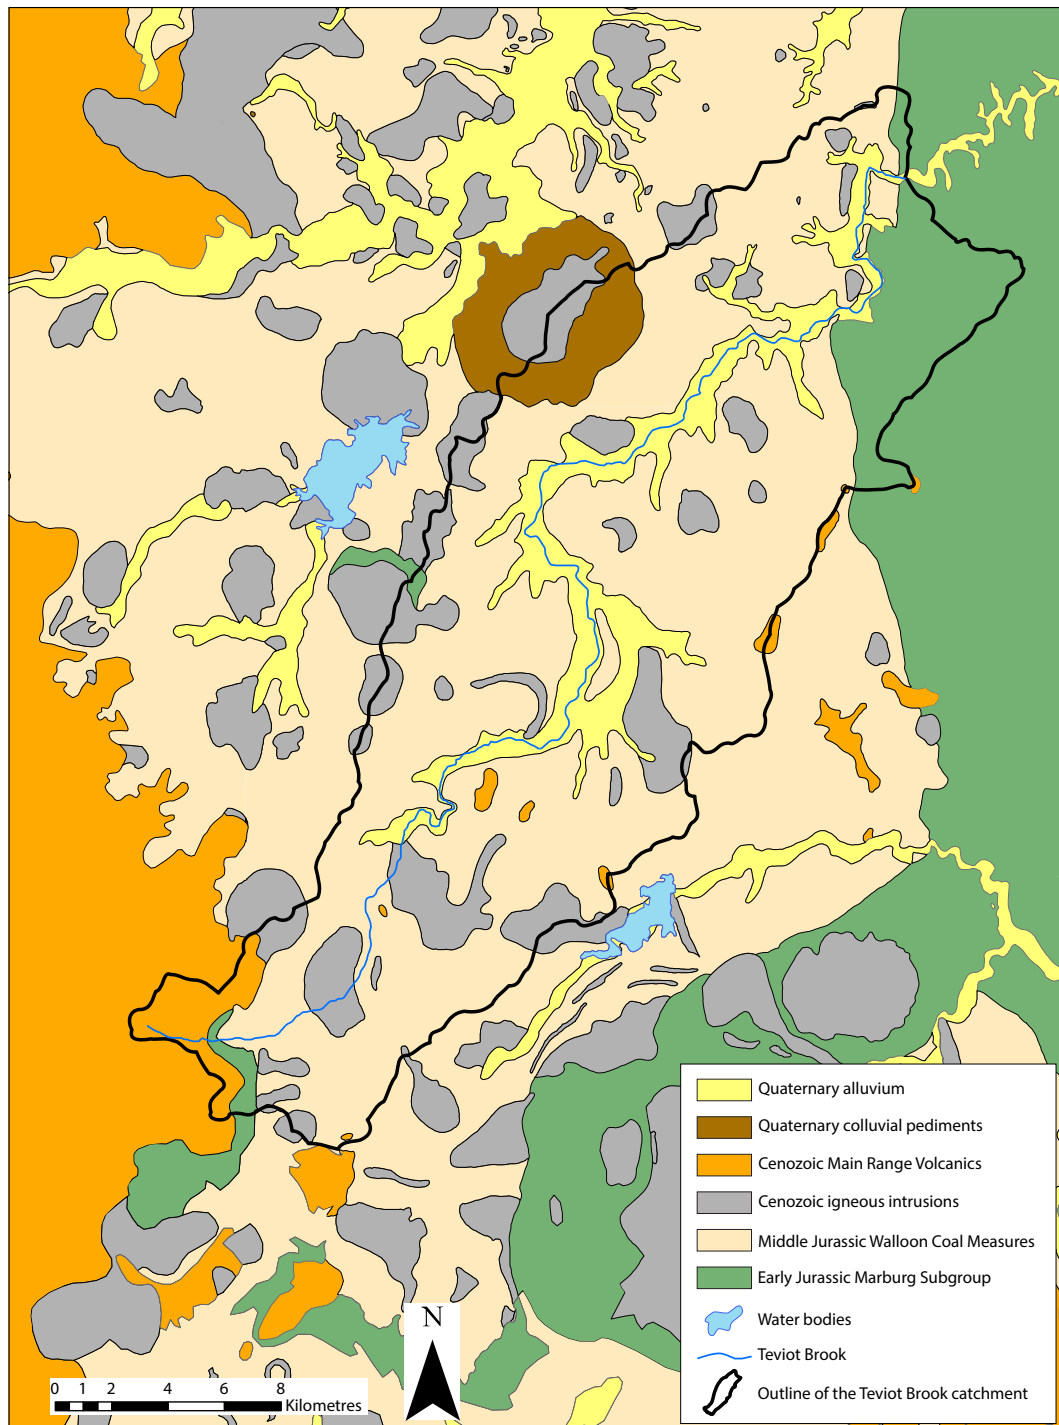 Quaternary alluvium
Quaternary colluvial pediments
Cenozoic Main Range Volcanics
Cenozoic igneous intrusions
Middle Jurassic Walloon Coal Measures
Early Jurassic Marburg Subgroup
Water bodies
Teviot Brook
Outline of the Teviot Brook catchment
N
0 1 2 4 6 8
Kilometres